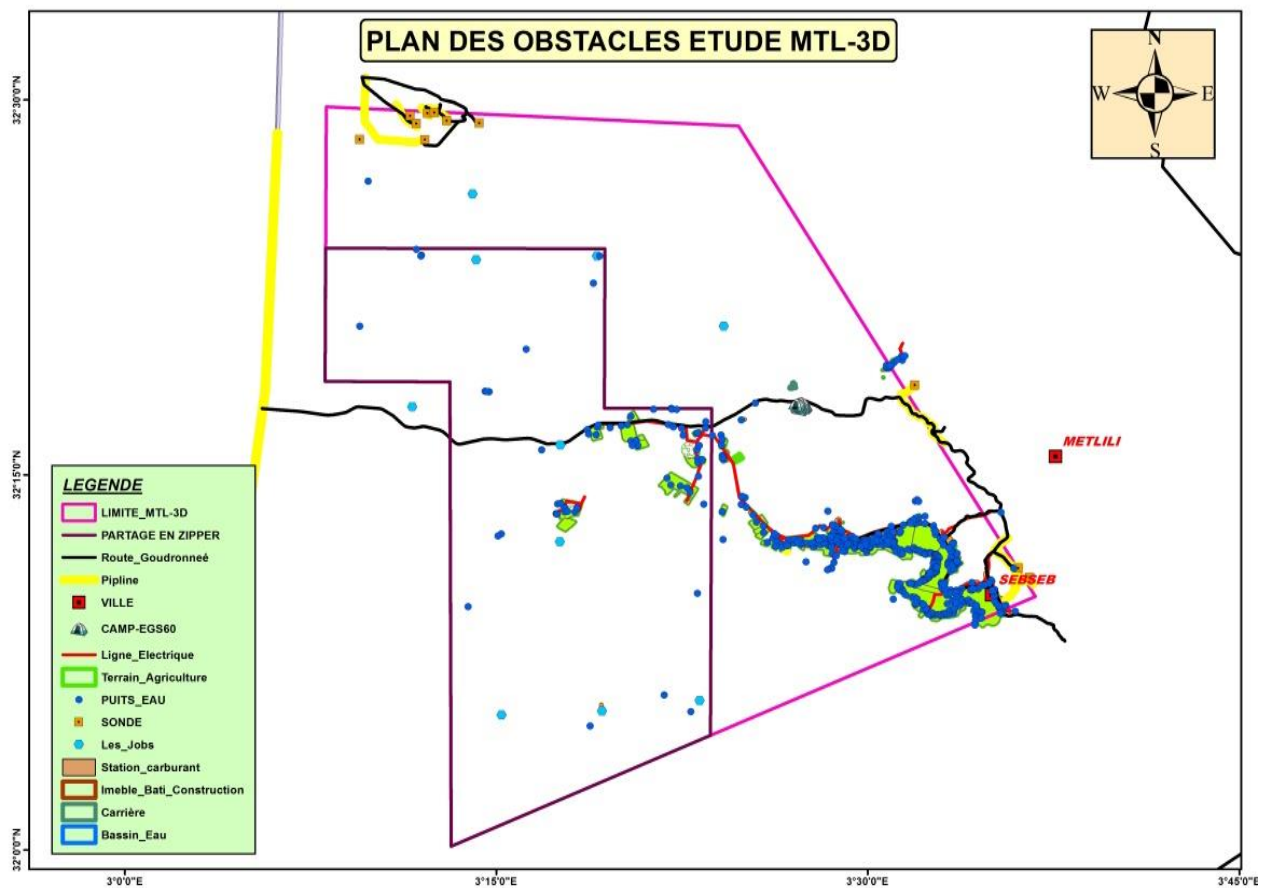 PLAN DES OBSTACLES ETUDE MTL-3D
N
W
E
S
32°30'0"N
32°15'0"N
32°0'0"N
METLILI
SEBSEB
LEGENDE
LIMITE_MTL-3D
PARTAGE EN ZIPPER
Route_Goudronneé
Pipline
VILLE
CAMP-EGS60
Ligne_Electrique
Terrain_Agriculture
PUITS_EAU
SONDE
Les_Jobs
Station_carburant
Imeble_Bati_Construction
Carrière
Bassin_Eau
3°0'0"E
3°15'0"E
3°30'0"E
3°45'0"E